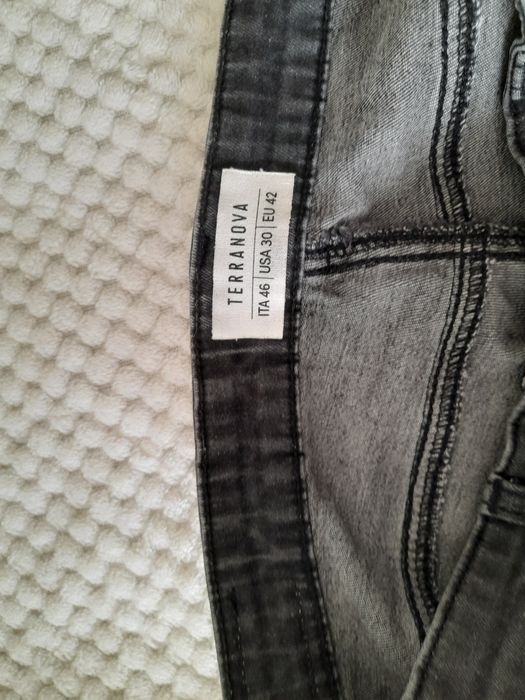 TERRANOVA
ITA 46 | USA 30 | EU 42